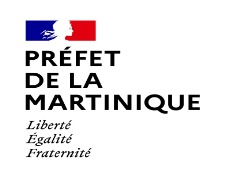 PRÉFET
DE LA
MARTINIQUE
Liberté
Égalité
Fraternité